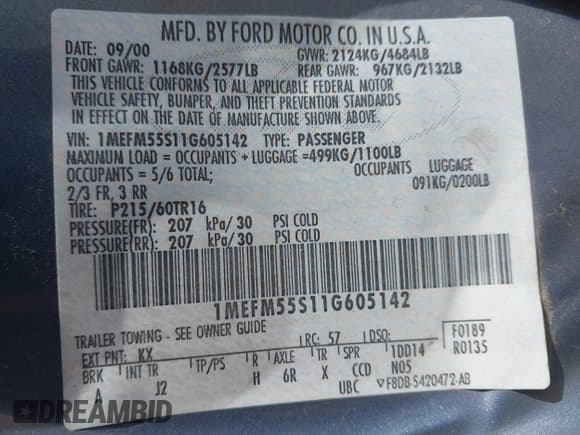 MFD. BY FORD MOTOR CO. IN U.S.A.
DATE: 09/00 GVWR: 2124KG/4684LB
FRONT GAWR: 1168KG/2577LB REAR GAWR: 967KG/2132LB
THIS VEHICLE CONFORMS TO ALL APPLICABLE FEDERAL MOTOR
VEHICLE SAFETY, BUMPER, AND THEFT PREVENTION STANDARDS
IN EFFECT ON THE DATE OF MANUFACTURE SHOWN ABOVE.
VIN: 1MEFM55S11G605142 TYPE: PASSENGER
MAXIMUM LOAD = OCCUPANTS + LUGGAGE =499KG/1100LB
OCCUPANTS = 5/6 TOTAL; OCCUPANTS LUGGAGE
2/3 FR, 3 RR 091KG/0200LB
TIRE: P215/60TR16
PRESSURE(FR): 207 kPa/30 PSI COLD
PRESSURE(RR): 207 kPa/30 PSI COLD
1MEFM55S11G605142
TRAILER TOWING - SEE OWNER GUIDE
EXT PNT: KX RC: 57 DSO: F0189
BRK INT TR TP/PS R AXLE TR SPR 1DD14 R0135
A J2 H 6R X CCD N05
UBC F8DB-5420472-AB
DREAMBID